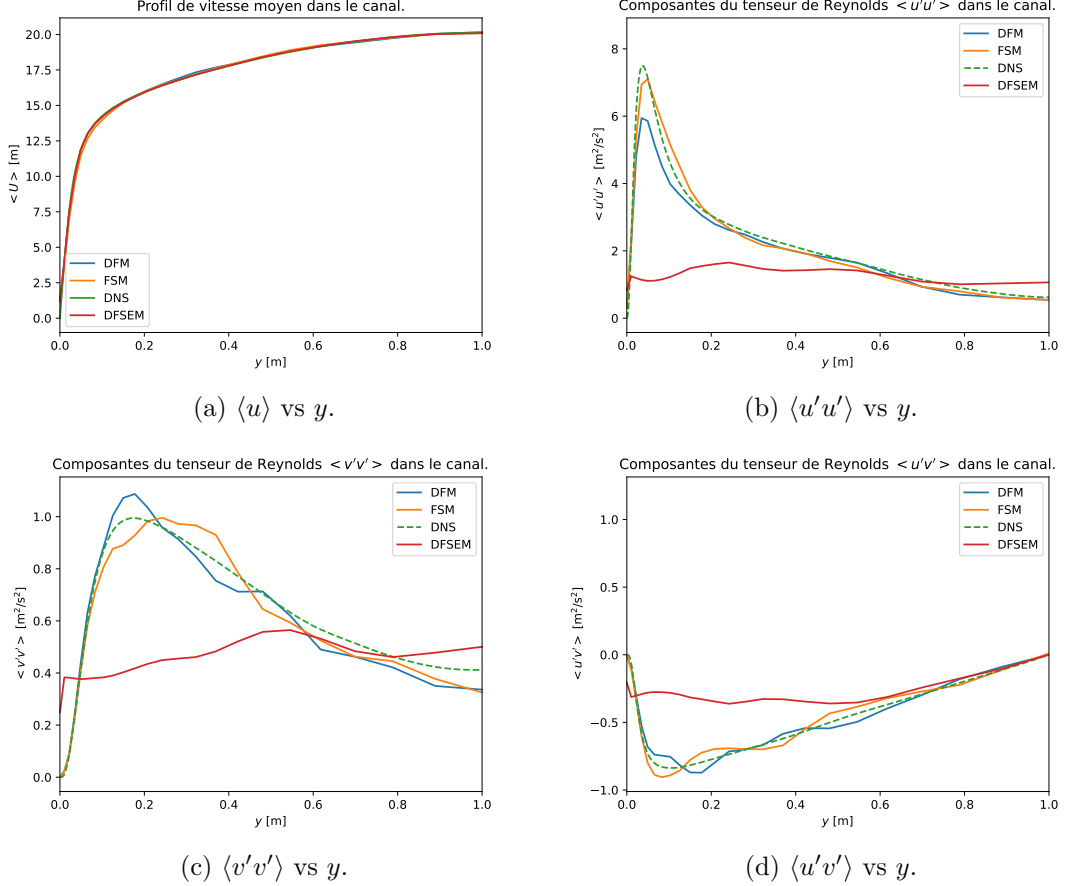 Profil de vitesse moyen dans le canal.
<U> [m]
20.0
17.5
15.0
12.5
10.0
7.5
5.0
2.5
0.0
DFM
FSM
DNS
DFSEM
0.0 0.2 0.4 0.6 0.8 1.0
y [m]
(a) ⟨u⟩ vs y.
Composantes du tenseur de Reynolds <u′u′> dans le canal.
<u′u′> [m²/s²]
8
6
4
2
0
DFM
FSM
DNS
DFSEM
0.0 0.2 0.4 0.6 0.8 1.0
y [m]
(b) ⟨u′u′⟩ vs y.
Composantes du tenseur de Reynolds <v′v′> dans le canal.
<v′v′> [m²/s²]
1.0
0.8
0.6
0.4
0.2
0.0
DFM
FSM
DNS
DFSEM
0.0 0.2 0.4 0.6 0.8 1.0
y [m]
(c) ⟨v′v′⟩ vs y.
Composantes du tenseur de Reynolds <u′v′> dans le canal.
<u′v′> [m²/s²]
1.0
0.5
0.0
−0.5
−1.0
DFM
FSM
DNS
DFSEM
0.0 0.2 0.4 0.6 0.8 1.0
y [m]
(d) ⟨u′v′⟩ vs y.